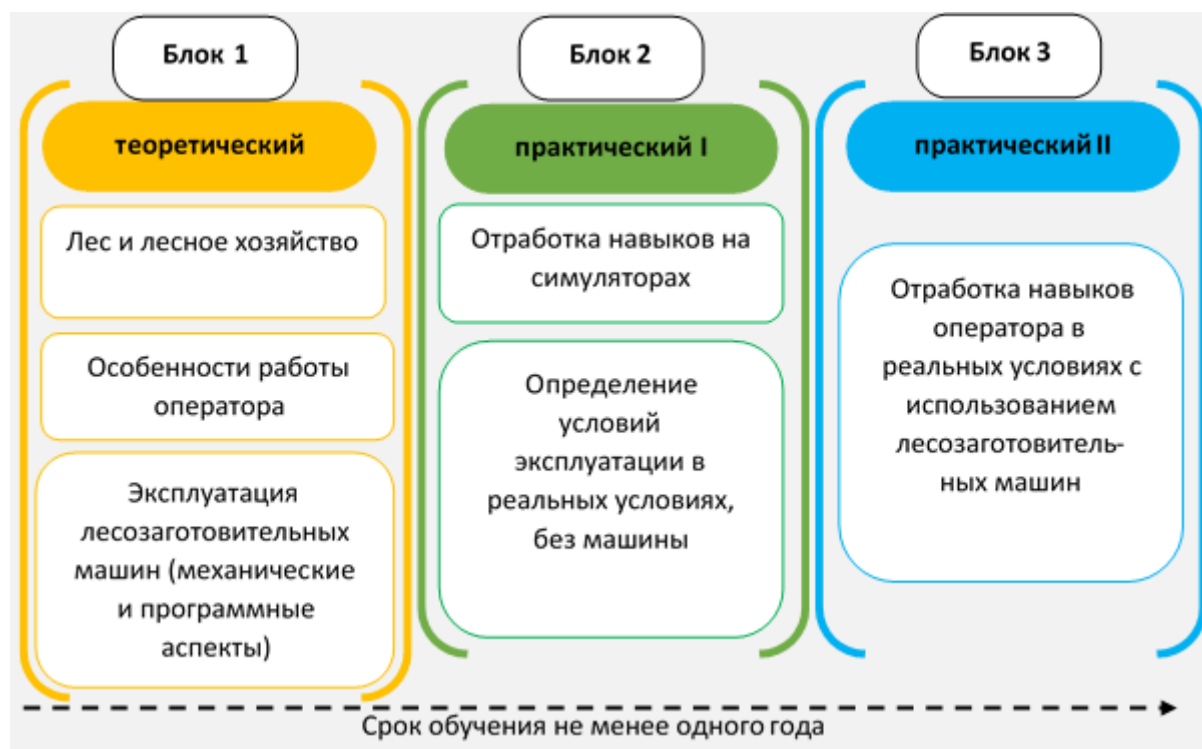 Блок 1
теоретический
Лес и лесное хозяйство
Особенности работы
оператора
Эксплуатация
лесозаготовительных
машин (механические
и программные
аспекты)
Блок 2
практический I
Отработка навыков на
симуляторах
Определение
условий
эксплуатации в
реальных условиях,
без машины
Блок 3
практический II
Отработка навыков
оператора в
реальных условиях с
использованием
лесозаготовитель-
ных машин
Срок обучения не менее одного года